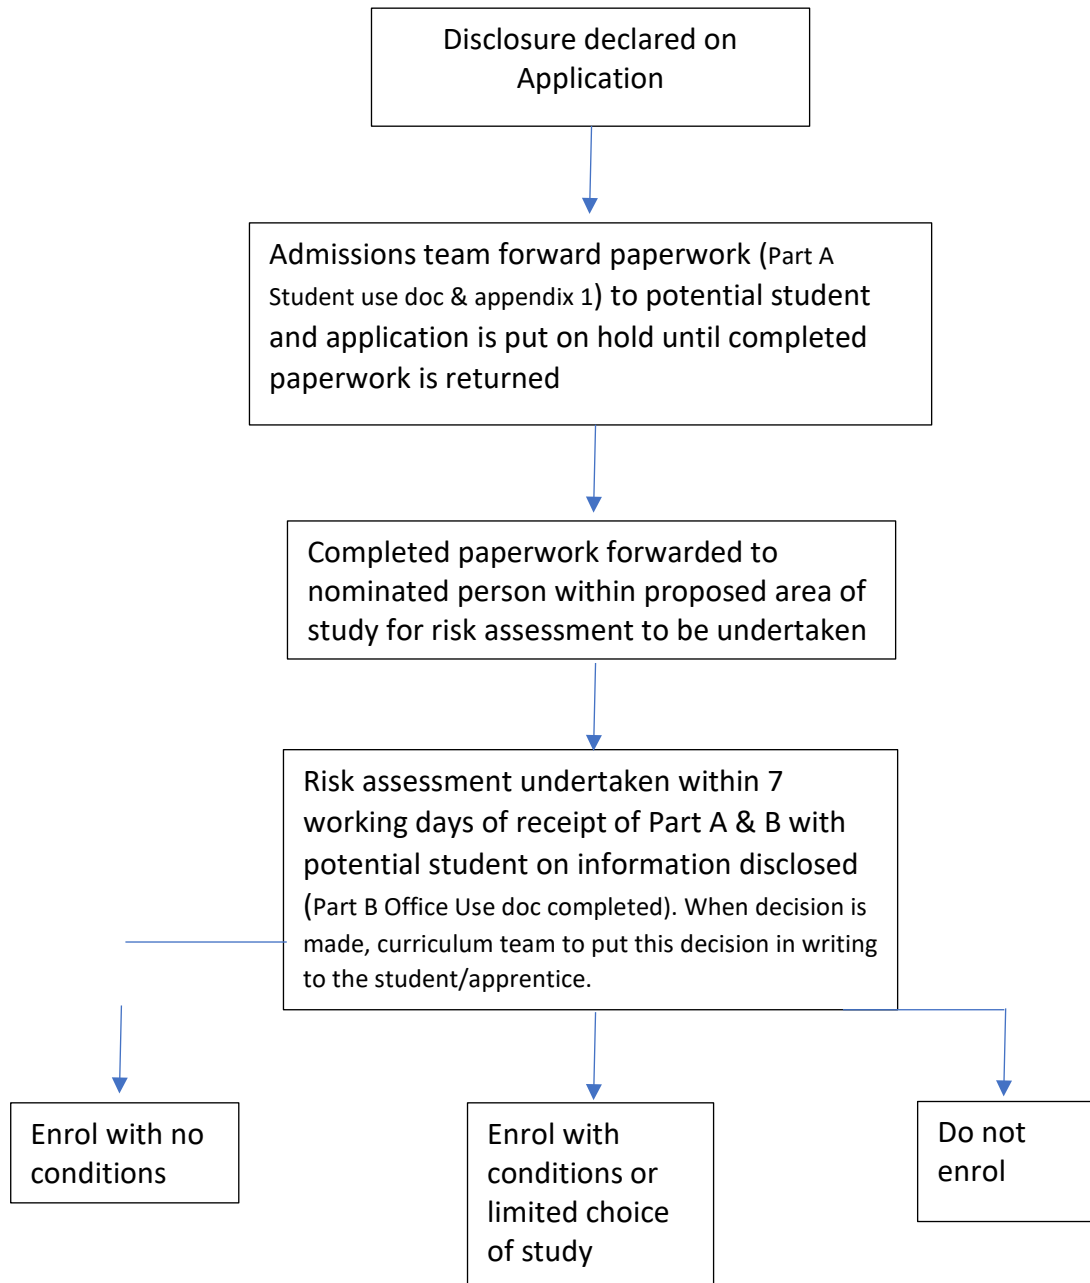 Disclosure declared on
Application
Admissions team forward paperwork (Part A
Student use doc & appendix 1) to potential student
and application is put on hold until completed
paperwork is returned
Completed paperwork forwarded to
nominated person within proposed area of
study for risk assessment to be undertaken
Risk assessment undertaken within 7
working days of receipt of Part A & B with
potential student on information disclosed
(Part B Office Use doc completed). When decision is
made, curriculum team to put this decision in writing
to the student/apprentice.
Enrol with no
conditions
Enrol with
conditions or
limited choice
of study
Do not
enrol